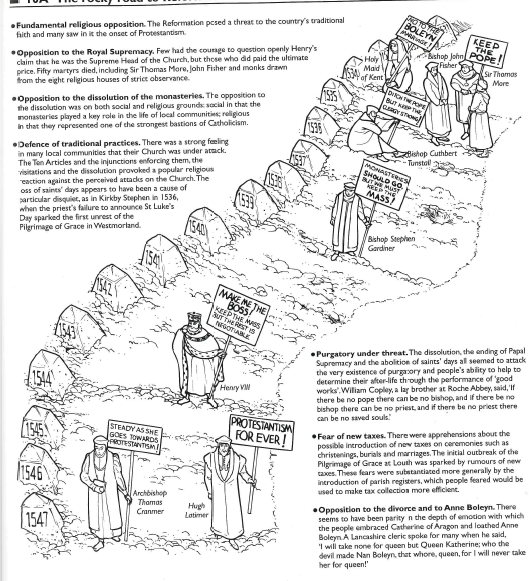 10A The rocky road to
• Fundamental religious opposition. The Reformation pcsed a threat to the country's traditional
faith and many saw in it the onset of Protestantism.
• Opposition to the Royal Supremacy. Few had the courage to question openly Henry's
claim that he was the Supreme Head of the Church, but those who did paid the ultimate
price. Fifty martyrs died, including Sir Thomas More, John Fisher and monks drawn
from the eight religious houses of strict observance.
• Opposition to the dissolution of the monasteries. The opposition to
the dissolution was on both social and religious grounds: social in that the
monasteries played a key role in the life of local communities; religious
in that they represented one of the strongest bastions of Catholicism.
• Defence of traditional practices. There was a strong feeling
in many local communities that their Church was under attack.
The Ten Articles and the injunctions enforcing them, the
visitations and the dissolution provoked a popular religious
reaction against the perceived attacks on the Church. The
oss of saints' days appears to have been a cause of
particular disquiet, as in Kirkby Stephen in 1536,
when the priest's failure to announce St Luke's
Day sparked the first unrest of the
Pilgrimage of Grace in Westmorland.
NO TO THE
BOLEYN
MARRIAGE!
KEEP
THE
POPE!
Holy
Maid
of Kent
Bishop John
Fisher
Sir Thomas
More
DITCH THE POPE
BUT KEEP THE
CLERGY STRONG!
Bishop Cuthbert
Tunstall
MONASTERIES
SHOULD GO,
BUT WE MUST
KEEP THE
MASS!
Bishop Stephen
Gardiner
1534
1535
1536
1537
1538
1539
1540
1541
1542
1543
1544
1545
1546
1547
MAKE ME THE
BOSS!
KEEP THE MASS
BUT THE REST IS
NEGOTIABLE
Henry VIII
STEADY AS SHE
GOES TOWARDS
PROTESTANTISM!
Archbishop
Thomas
Cranmer
PROTESTANTISM
FOR EVER!
Hugh
Latimer
• Purgatory under threat. The dissolution, the ending of Papal
Supremacy and the abolition of saints' days all seemed to attack
the very existence of purgatory and people's ability to help to
determine their after-life through the performance of 'good
works'. William Copley, a lay brother at Roche Abbey, said, 'If
there be no pope there can be no bishop, and if there be no
bishop there can be no priest, and if there be no priest there
can be no saved souls.'
• Fear of new taxes. There were apprehensions about the
possible introduction of new taxes on ceremonies such as
christenings, burials and marriages. The initial outbreak of the
Pilgrimage of Grace at Louth was sparked by rumours of new
taxes. These fears were substantiated more generally by the
introduction of parish registers, which people feared would be
used to make tax collection more efficient.
• Opposition to the divorce and to Anne Boleyn. There
seems to have been parity n the depth of emotion with which
the people embraced Catherine of Aragon and loathed Anne
Boleyn. A Lancashire cleric spoke for many when he said,
'I will take none for queen but Queen Katherine; who the
devil made Nan Boleyn, that whore, queen, for I will never take
her for queen!'